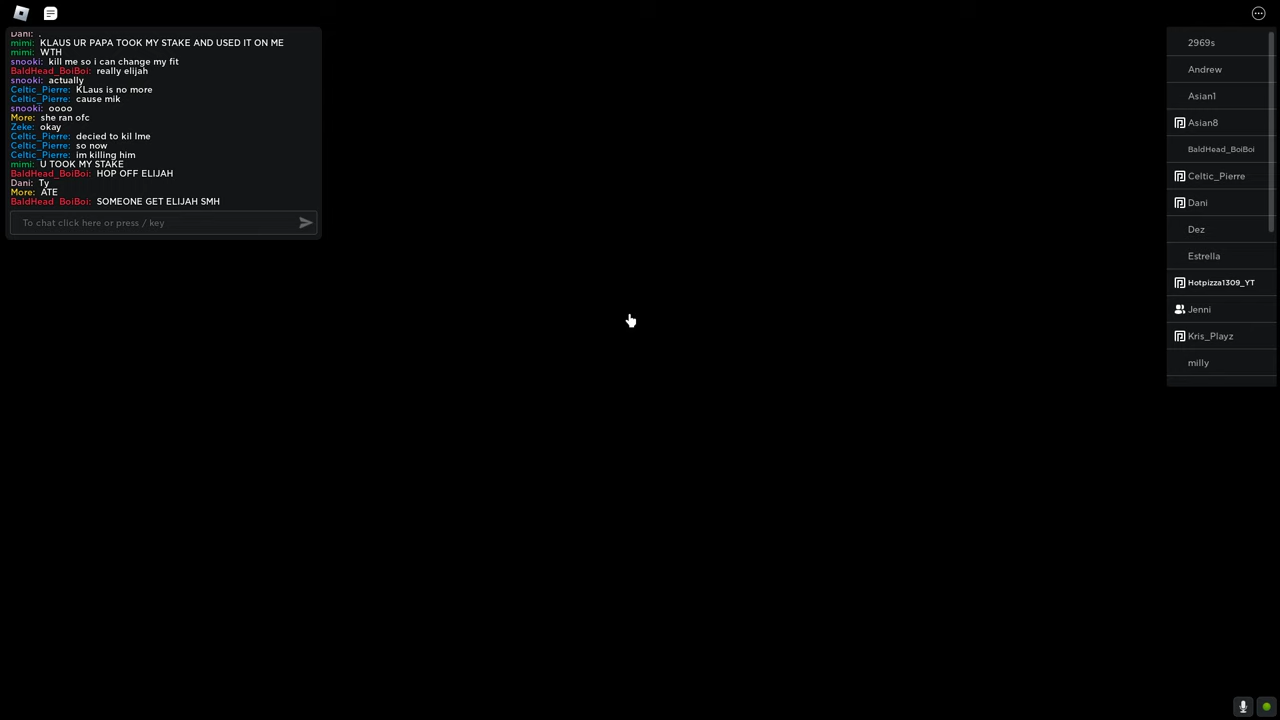 Dani: .
mimi: KLAUS UR PAPA TOOK MY STAKE AND USED IT ON ME
mimi: WTH
snooki: kill me so i can change my fit
BaldHead_BoiBoi: really elijah
snooki: actually
Celtic_Pierre: KLaus is no more
Celtic_Pierre: cause mik
snooki: oooo
More: she ran ofc
Zeke: okay
Celtic_Pierre: decied to kil lme
Celtic_Pierre: so now
Celtic_Pierre: im killing him
mimi: U TOOK MY STAKE
BaldHead_BoiBoi: HOP OFF ELIJAH
Dani: Ty
More: ATE
BaldHead_BoiBoi: SOMEONE GET ELIJAH SMH
To chat click here or press / key
2969s
Andrew
Asian1
Asian8
BaldHead_BoiBoi
Celtic_Pierre
Dani
Dez
Estrella
Hotpizza1309_YT
Jenni
Kris_Playz
milly